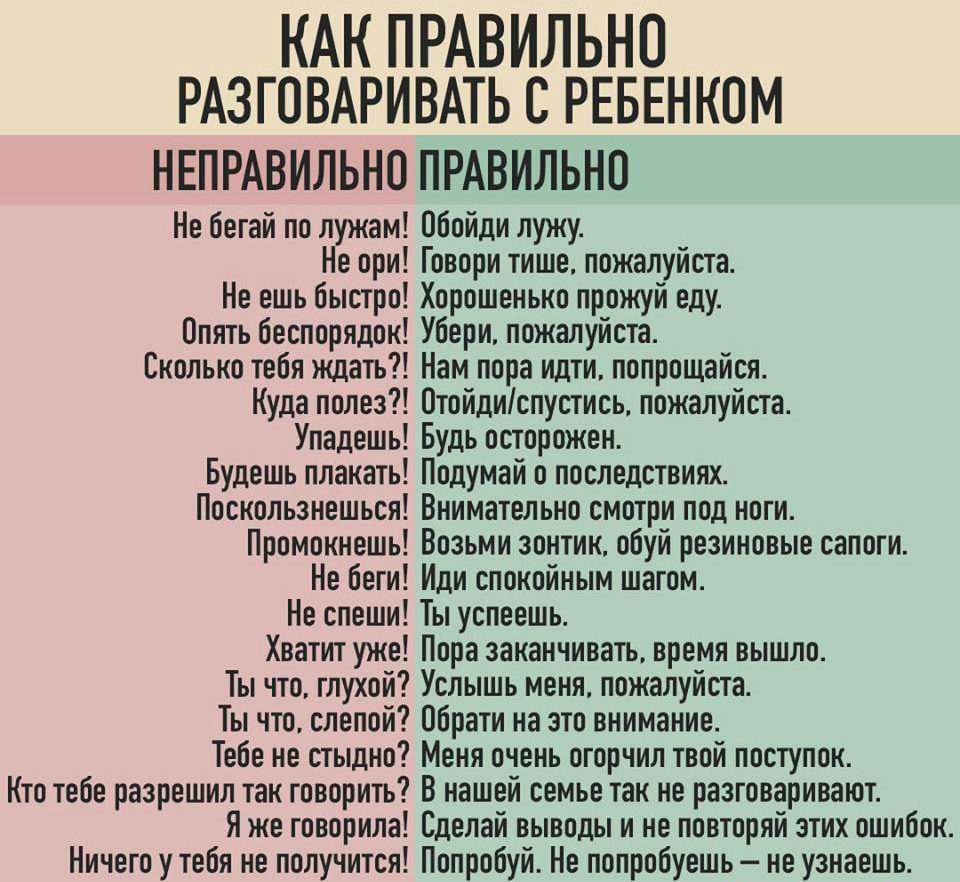 КАК ПРАВИЛЬНО
РАЗГОВАРИВАТЬ С РЕБЕНКОМ
НЕПРАВИЛЬНО ПРАВИЛЬНО
Не бегай по лужам! Обойди лужу.
Не ори! Говори тише, пожалуйста.
Не ешь быстро! Хорошенько прожуй еду.
Опять беспорядок! Убери, пожалуйста.
Сколько тебя ждать?! Нам пора идти, попрощайся.
Куда полез?! Отойди/спустись, пожалуйста.
Упадешь! Будь осторожен.
Будешь плакать! Подумай о последствиях.
Поскользнешься! Внимательно смотри под ноги.
Промокнешь! Возьми зонтик, обуй резиновые сапоги.
Не беги! Иди спокойным шагом.
Не спеши! Ты успеешь.
Хватит уже! Пора заканчивать, время вышло.
Ты что, глухой? Услышь меня, пожалуйста.
Ты что, слепой? Обрати на это внимание.
Тебе не стыдно? Меня очень огорчил твой поступок.
Кто тебе разрешил так говорить? В нашей семье так не разговаривают.
Я же говорила! Сделай выводы и не повторяй этих ошибок.
Ничего у тебя не получится! Попробуй. Не попробуешь – не узнаешь.